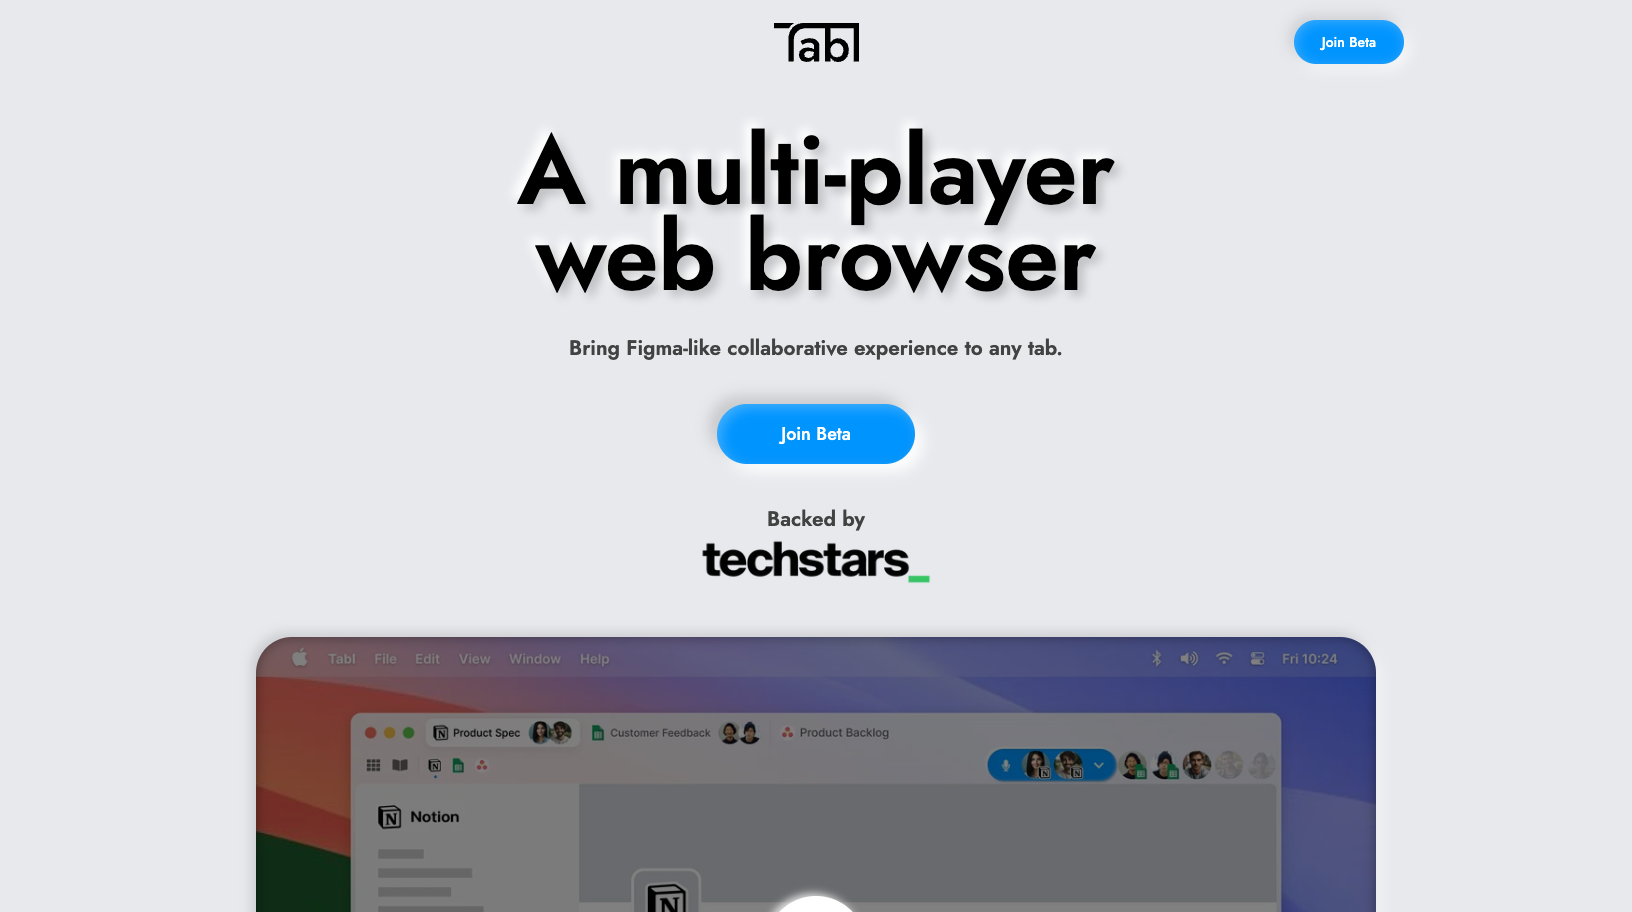 Tabl
Join Beta
A multi-player
web browser
Bring Figma-like collaborative experience to any tab.
Join Beta
Backed by
techstars_
Tabl File Edit View Window Help Fri 10:24
Product Spec Customer Feedback Product Backlog
Notion